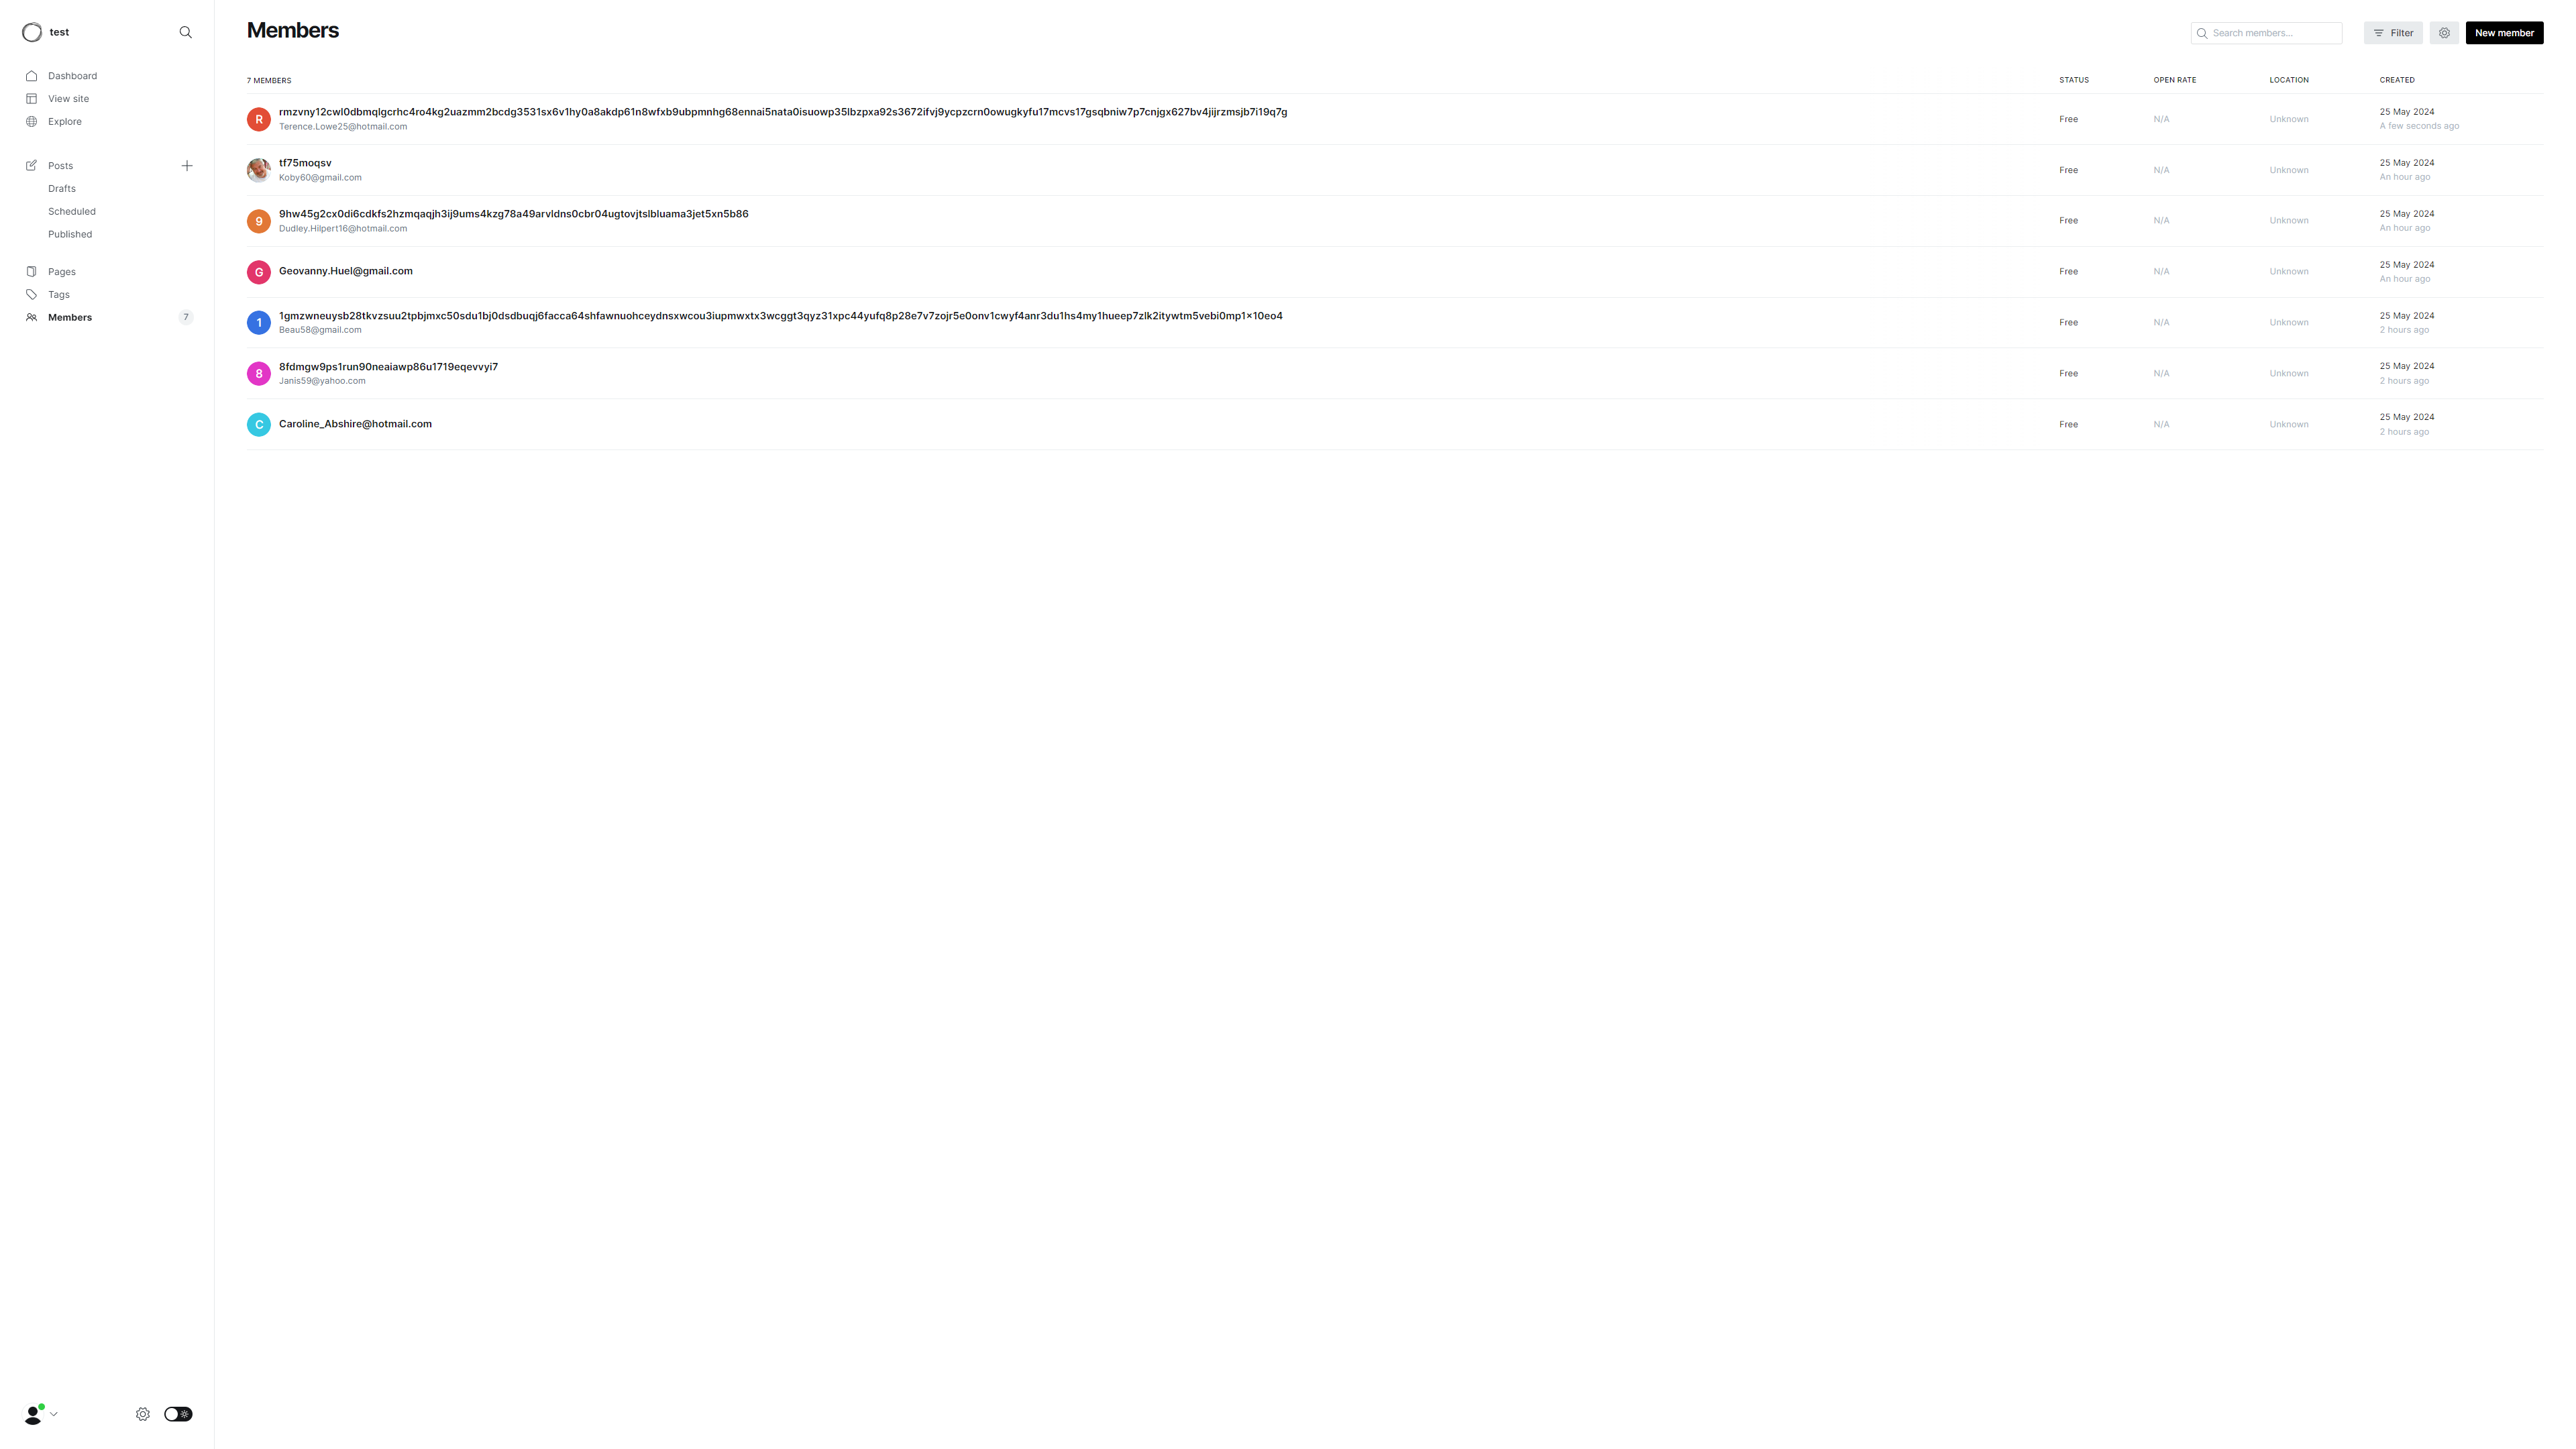 test
Dashboard
View site
Explore
Posts
Drafts
Scheduled
Published
Pages
Tags
Members 7
Members
Search members...
Filter
New member
7 MEMBERS STATUS OPEN RATE LOCATION CREATED
R rmzvny12cwl0dbmqlgcrhc4ro4kg2uazmm2bcdg3531sx6v1hy0a8akdp61n8wfxb9ubpmnhg68ennai5nata0isuowp35lbzpxa92s3672ifvj9ycpzcrn0owugkyfu17mcvs17gsqbniw7p7cnjgx627bv4jijrzmsjb7i19q7g
Terence.Lowe25@hotmail.com
Free N/A Unknown 25 May 2024
A few seconds ago
tf75moqsv
Koby60@gmail.com
Free N/A Unknown 25 May 2024
An hour ago
9 9hw45g2cx0di6cdkfs2hzmqaqjh3ij9ums4kzg78a49arvldns0cbr04ugtovjtslbluama3jet5xn5b86
Dudley.Hilpert16@hotmail.com
Free N/A Unknown 25 May 2024
An hour ago
G Geovanny.Huel@gmail.com
Free N/A Unknown 25 May 2024
An hour ago
1 1gmzwneuysb28tkvzsuu2tpbjmxc50sdu1bj0dsdbuqj6facca64shfawnuohceydnsxwcou3iupmwxtx3wcggt3qyz31xpc44yufq8p28e7v7zojr5e0onv1cwyf4anr3du1hs4my1hueep7zlk2itywtm5vebi0mp1×10eo4
Beau58@gmail.com
Free N/A Unknown 25 May 2024
2 hours ago
8 8fdmgw9ps1run90neaiawp86u1719eqevvyi7
Janis59@yahoo.com
Free N/A Unknown 25 May 2024
2 hours ago
C Caroline_Abshire@hotmail.com
Free N/A Unknown 25 May 2024
2 hours ago